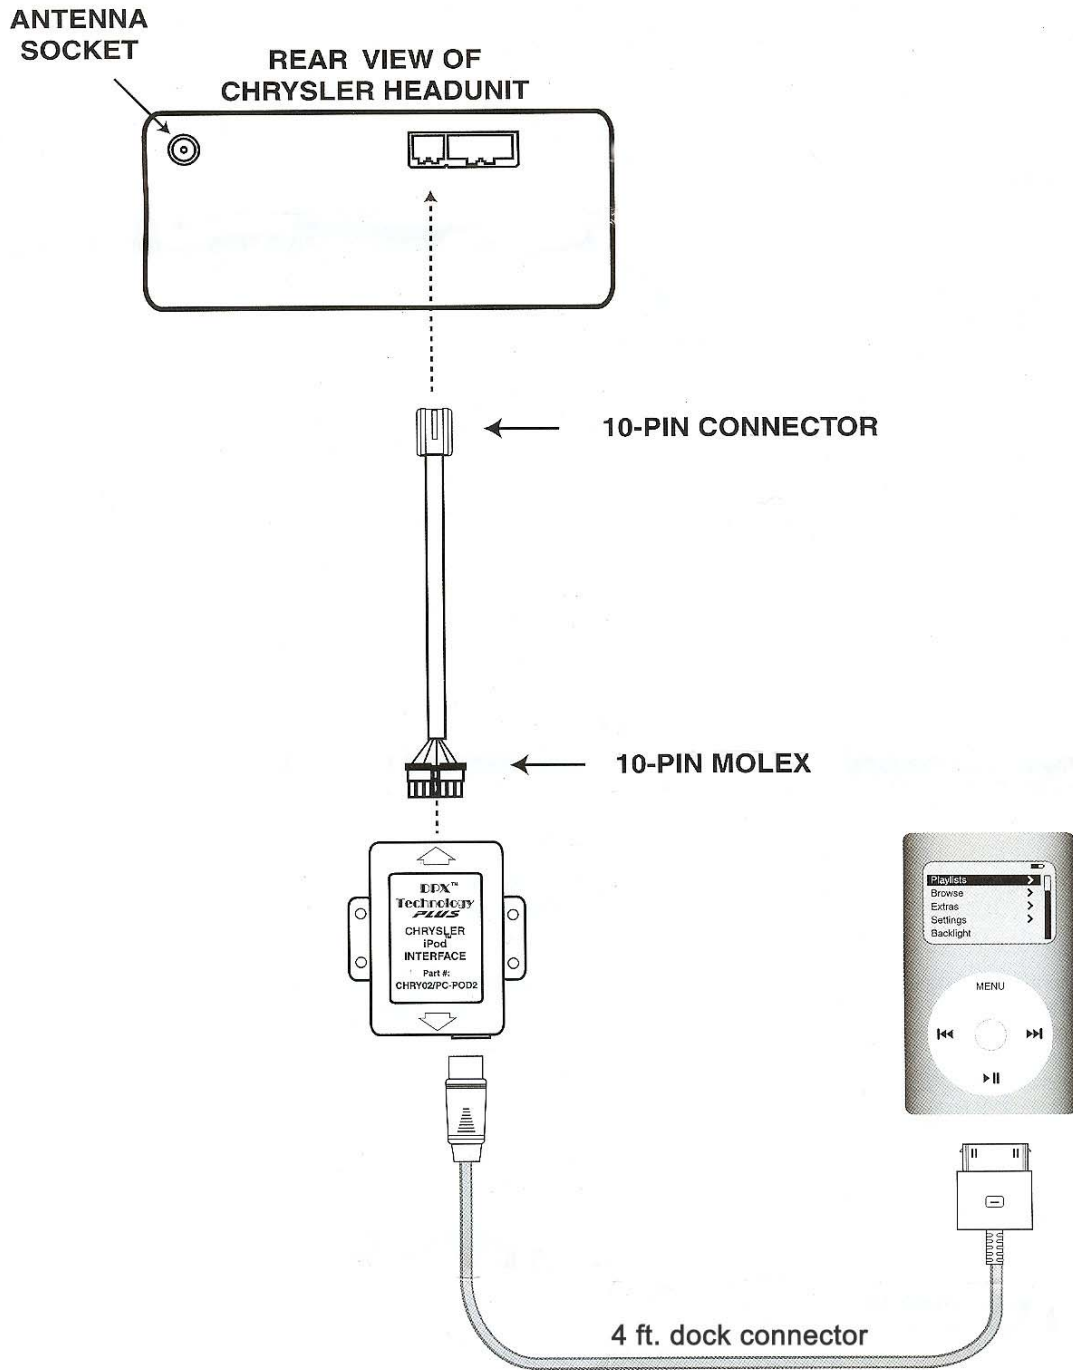 ANTENNA
SOCKET
REAR VIEW OF
CHRYSLER HEADUNIT
10-PIN CONNECTOR
10-PIN MOLEX
DPX™
Technology
PLUS
CHRYSLER
iPod™
INTERFACE
Part #:
CHRY02/PC-POD2
Playlists
Browse
Extras
Settings
Backlight
MENU
4 ft. dock connector